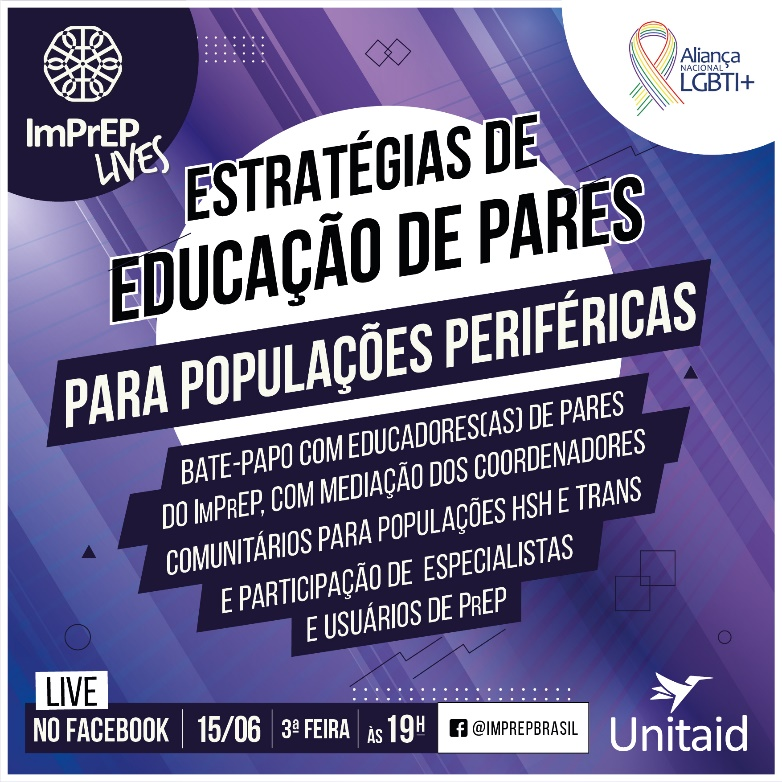 ImPrEP
LIVES
Aliança
NACIONAL
LGBTI+
ESTRATÉGIAS DE
EDUCAÇÃO DE PARES
PARA POPULAÇÕES PERIFÉRICAS
BATE-PAPO COM EDUCADORES(AS) DE PARES
DO ImPrEP, COM MEDIAÇÃO DOS COORDENADORES
COMUNITÁRIOS PARA POPULAÇÕES HSH E TRANS
E PARTICIPAÇÃO DE ESPECIALISTAS
E USUÁRIOS DE PrEP
LIVE
NO FACEBOOK | 15/06 | 3ª FEIRA | ÀS 19H @IMPREPBRASIL
Unitaid